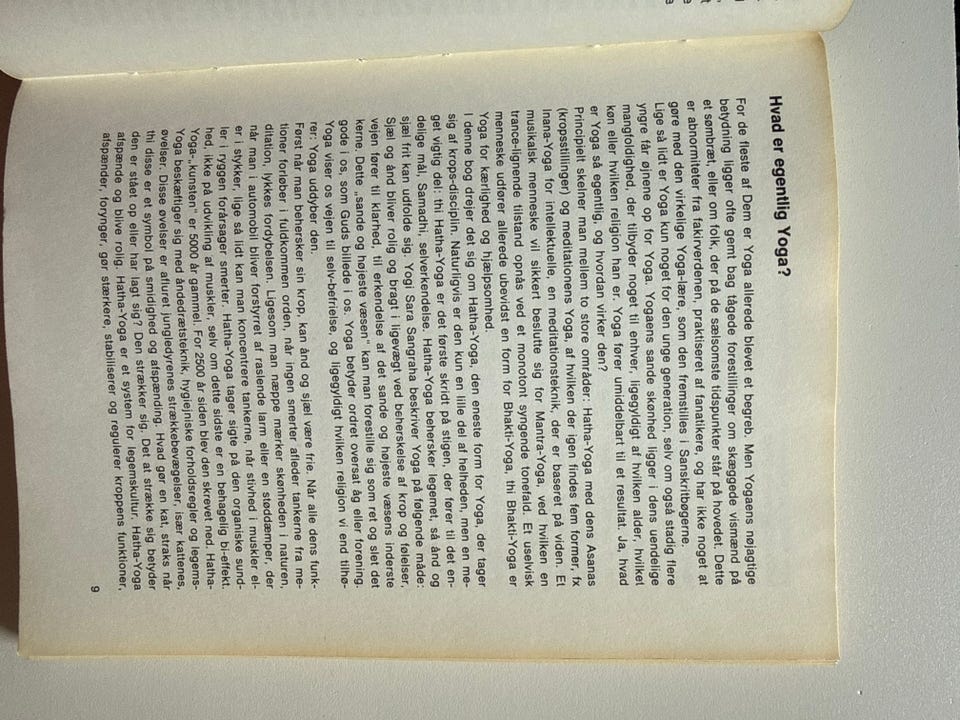 Hvad er egentlig Yoga?
For de fleste af Dem er Yoga allerede blevet et begreb. Men Yogaens nøjagtige
betydning ligger ofte gemt bag tågede forestillinger om skæggede vismænd på
et sømbræt, eller om folk, der på de sælsomste tidspunkter står på hovedet. Dette
er abnormiteter fra fakirverdenen, praktiseret af fanatikere, og har ikke noget at
gøre med den virkelige Yoga-lære, som den fremstilles i Sanskritbøgerne.
Lige så lidt er Yoga kun noget for den unge generation, selv om også stadig flere
yngre får øjnene op for Yoga. Yogaens sande skønhed ligger i dens uendelige
mangfoldighed, der tilbyder noget til enhver, ligegyldigt af hvilken alder, hvilket
køn eller hvilken religion han er. Yoga fører umiddelbart til et resultat. Ja, hvad
er Yoga så egentlig, og hvordan virker den?
Principielt skelner man mellem to store områder: Hatha-Yoga med dens Asanas
(kropsstillinger) og meditationens Yoga, af hvilken der igen findes fem former, fx
Inana-Yoga for intellektuelle, en meditationsteknik, der er baseret på viden. Et
musikalsk menneske vil sikkert beslutte sig for Mantra-Yoga, ved hvilken en
trance-lignende tilstand opnås ved et monotont syngende tonefald. Et uselvisk
menneske udfører allerede ubevidst en form for Bhakti-Yoga, thi Bhakti-Yoga er
Yoga for kærlighed og hjælpsomhed.
I denne bog drejer det sig om Hatha-Yoga, den eneste form for Yoga, der tager
sig af krops-disciplin. Naturligvis er den kun en lille del af helheden, men en me-
get vigtig del: thi Hatha-Yoga er det første skridt på stigen, der fører til det en-
delige mål, Samadhi, selverkendelse. Hatha-Yoga behersker legemet, så ånd og
sjæl frit kan udfolde sig. Yogi Sara Sangraha beskriver Yoga på følgende måde:
Sjæl og ånd bliver rolig og bragt i ligevægt ved beherskelse af krop og følelser,
vejen fører til klarhed, til erkendelse af det sande og højeste væsens inderste
kerne. Dette „sande og højeste væsen“ kan man forestille sig som ret og slet det
gode i os, som Guds billede i os. Yoga betyder ordret oversat åg eller forening.
Yoga viser os vejen til selv-befrielse, og ligegyldigt hvilken religion vi end tilhø-
rer: Yoga uddyber den.
Først når man behersker sin krop, kan ånd og sjæl være frie. Når alle dens funk-
tioner forløber i fuldkommen orden, når ingen smerter afleder tankerne fra me-
ditation, lykkes fordybelsen. Ligesom man næppe mærker skønheden i naturen,
når man i automobil bliver forstyrret af raslende larm eller en støddæmper, der
er i stykker, lige så lidt kan man koncentrere tankerne, når stivhed i muskler el-
ler i ryggen forårsager smerter. Hatha-Yoga tager sigte på den organiske sund-
hed, ikke på udvikling af muskler, selv om dette sidste er en behagelig bi-effekt.
Yoga-„kunsten“ er 5000 år gammel. For 2500 år siden blev den skrevet ned. Hatha-
Yoga beskæftiger sig med åndedrætsteknik, hygiejniske forholdsregler og legems-
øvelser. Disse øvelser er afluret jungledyrenes strækkebevægelser, især kattenes,
thi disse er et symbol på smidighed og afspænding. Hvad gør en kat, straks når
den er stået op eller har lagt sig? Den strækker sig. Det at strække sig betyder
afspænde og blive rolig. Hatha-Yoga er et system for legemskultur. Hatha-Yoga
afspænder, forynger, gør stærkere, stabiliserer og regulerer kroppens funktioner,
9